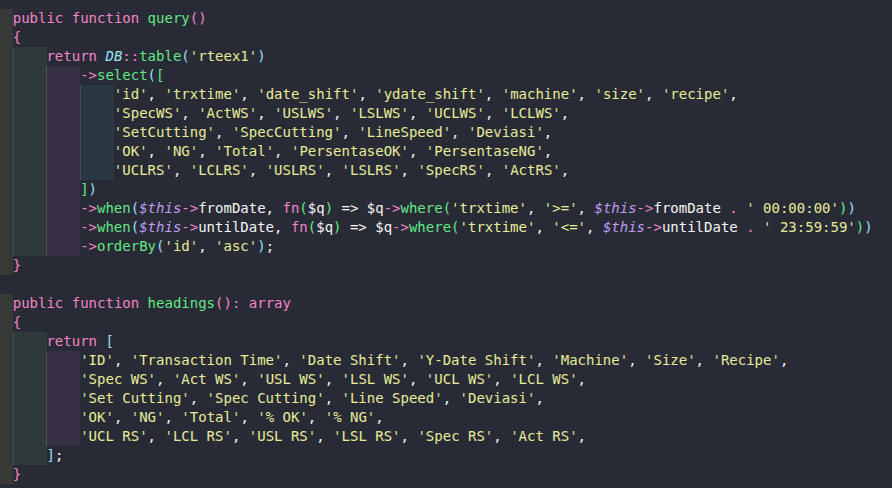 public function query()
{
    return DB::table('rteex1')
        ->select([
            'id', 'trxtime', 'date_shift', 'ydate_shift', 'machine', 'size', 'recipe',
            'SpecWS', 'ActWS', 'USLWS', 'LSLWS', 'UCLWS', 'LCLWS',
            'SetCutting', 'SpecCutting', 'LineSpeed', 'Deviasi',
            'OK', 'NG', 'Total', 'PersentaseOK', 'PersentaseNG',
            'UCLRS', 'LCLRS', 'USLRS', 'LSLRS', 'SpecRS', 'ActRS',
        ])
        ->when($this->fromDate, fn($q) => $q->where('trxtime', '>=', $this->fromDate . ' 00:00:00'))
        ->when($this->untilDate, fn($q) => $q->where('trxtime', '<=', $this->untilDate . ' 23:59:59'))
        ->orderBy('id', 'asc');
}

public function headings(): array
{
    return [
        'ID', 'Transaction Time', 'Date Shift', 'Y-Date Shift', 'Machine', 'Size', 'Recipe',
        'Spec WS', 'Act WS', 'USL WS', 'LSL WS', 'UCL WS', 'LCL WS',
        'Set Cutting', 'Spec Cutting', 'Line Speed', 'Deviasi',
        'OK', 'NG', 'Total', '% OK', '% NG',
        'UCL RS', 'LCL RS', 'USL RS', 'LSL RS', 'Spec RS', 'Act RS',
    ];
}